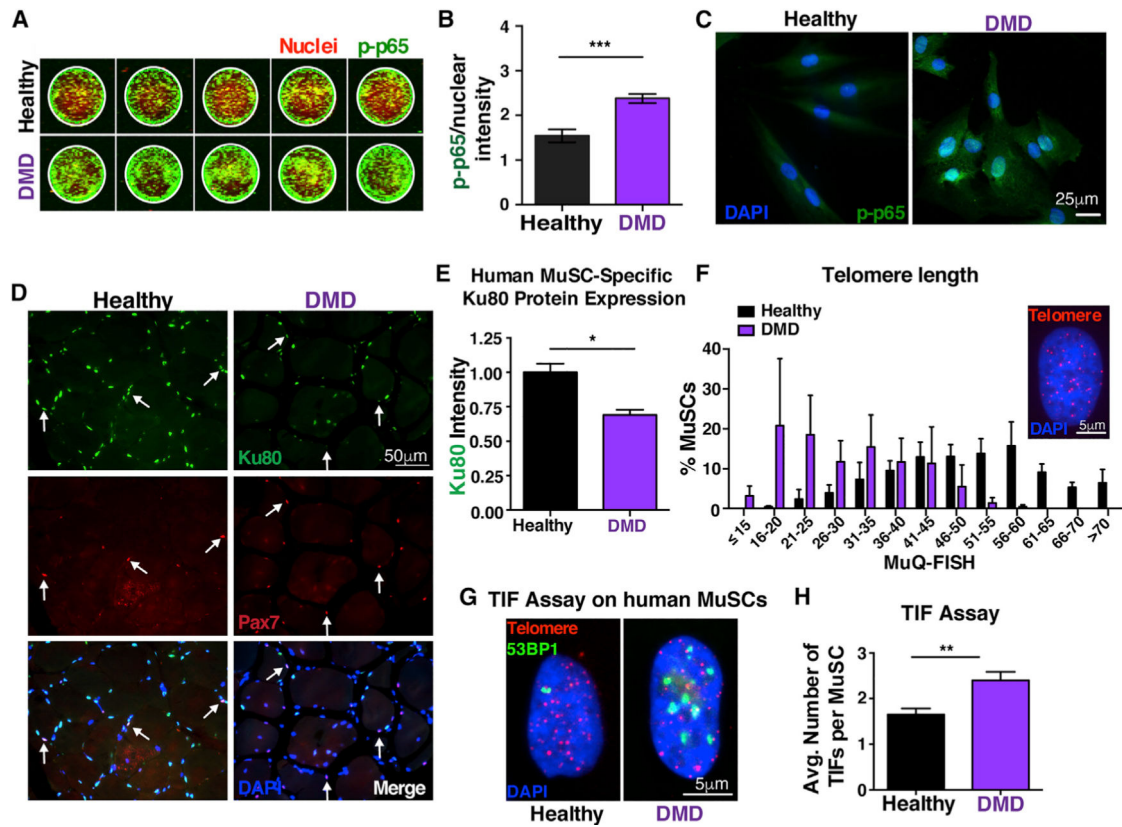 A
Nuclei p-p65
Healthy
DMD
B
***
p-p65/nuclear
intensity
4
3
2
1
0
Healthy DMD
C
Healthy DMD
DAPI p-p65 25μm
D
Healthy DMD
Ku80 50μm
Pax7
DAPI Merge
E
Human MuSC-Specific
Ku80 Protein Expression
*
Ku80 Intensity
1.00
0.75
0.50
0.25
0.00
Healthy DMD
F
Telomere length
Healthy
DMD
% MuSCs
40
30
20
10
0
≤15 16-20 21-25 26-30 31-35 36-40 41-45 46-50 51-55 56-60 61-65 66-70 >70
MuQ-FISH
Telomere
DAPI 5μm
G TIF Assay on human MuSCs
Telomere
53BP1
DAPI 5μm
Healthy DMD
H
TIF Assay
**
Avg. Number of
TIFs per MuSC
3
2
1
0
Healthy DMD